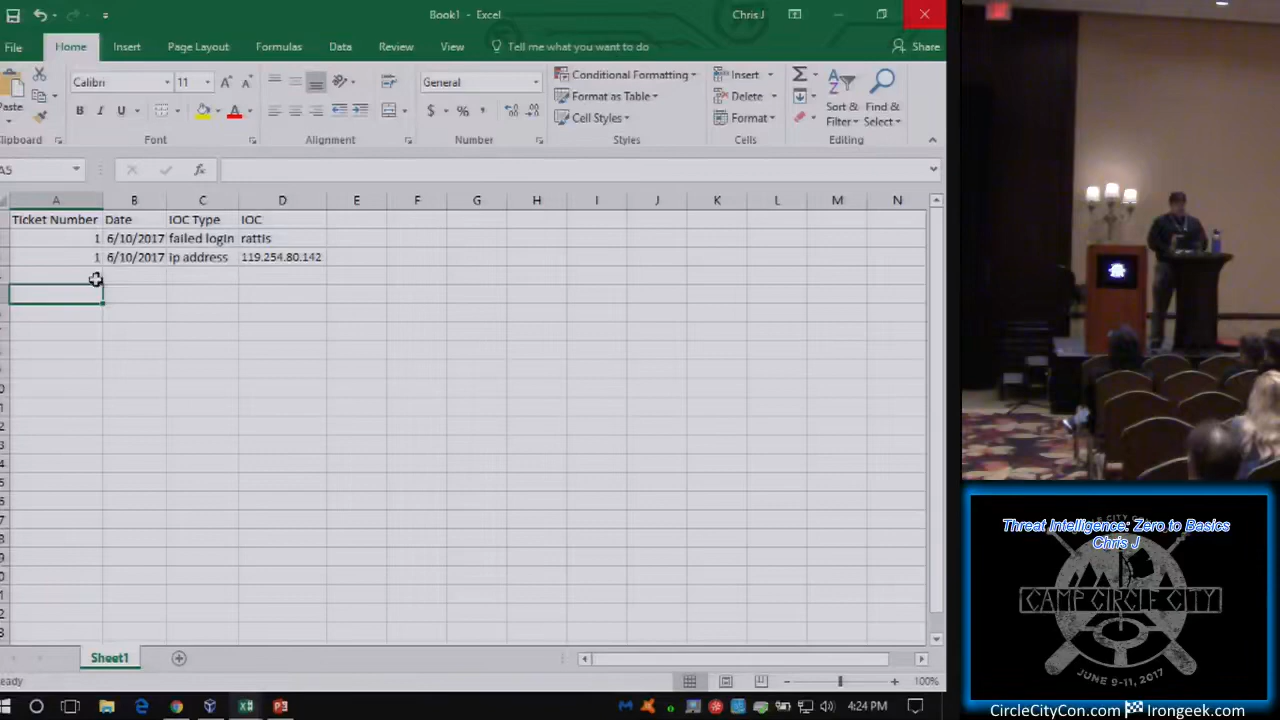 Book1 - Excel
Chris J
File
Home
Insert
Page Layout
Formulas
Data
Review
View
Tell me what you want to do
Share
Paste
Calibri
11
General
Conditional Formatting
Format as Table
Cell Styles
Insert
Delete
Format
Sort &
Filter
Find &
Select
Clipboard
Font
Alignment
Number
Styles
Cells
Editing
A5
A B C D E F G H I J K L M N
Ticket Number Date IOC Type IOC
1 6/10/2017 failed login rattis
1 6/10/2017 ip address 119.254.80.142
Sheet1
eady
100%
4:24 PM
Threat Intelligence: Zero to Basics
Chris J
CAMP CIRCLE CITY
JUNE 9-11, 2017
CircleCityCon.com Irongeek.com